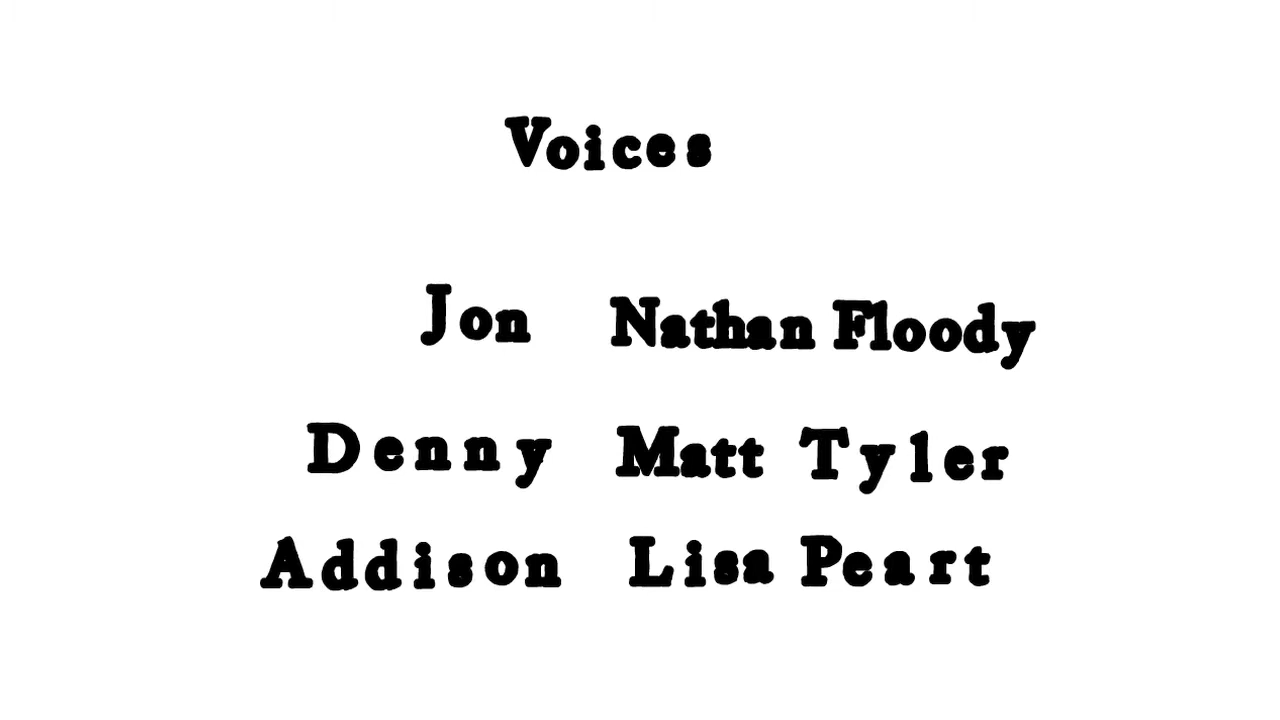 Voices
Jon Nathan Floody
Denny Matt Tyler
Addison Lisa Peart